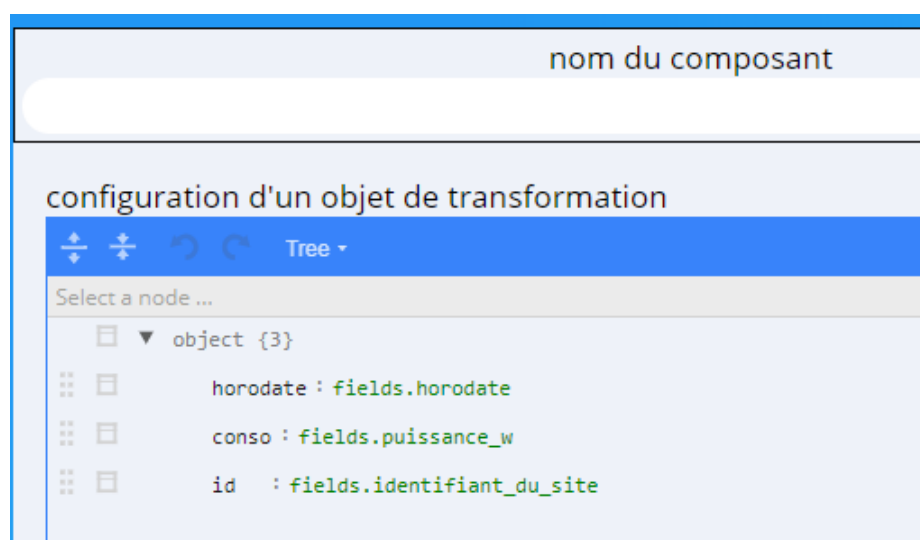 nom du composant
configuration d'un objet de transformation
Tree
Select a node ...
object {3}
horodate : fields.horodate
conso : fields.puissance_w
id : fields.identifiant_du_site